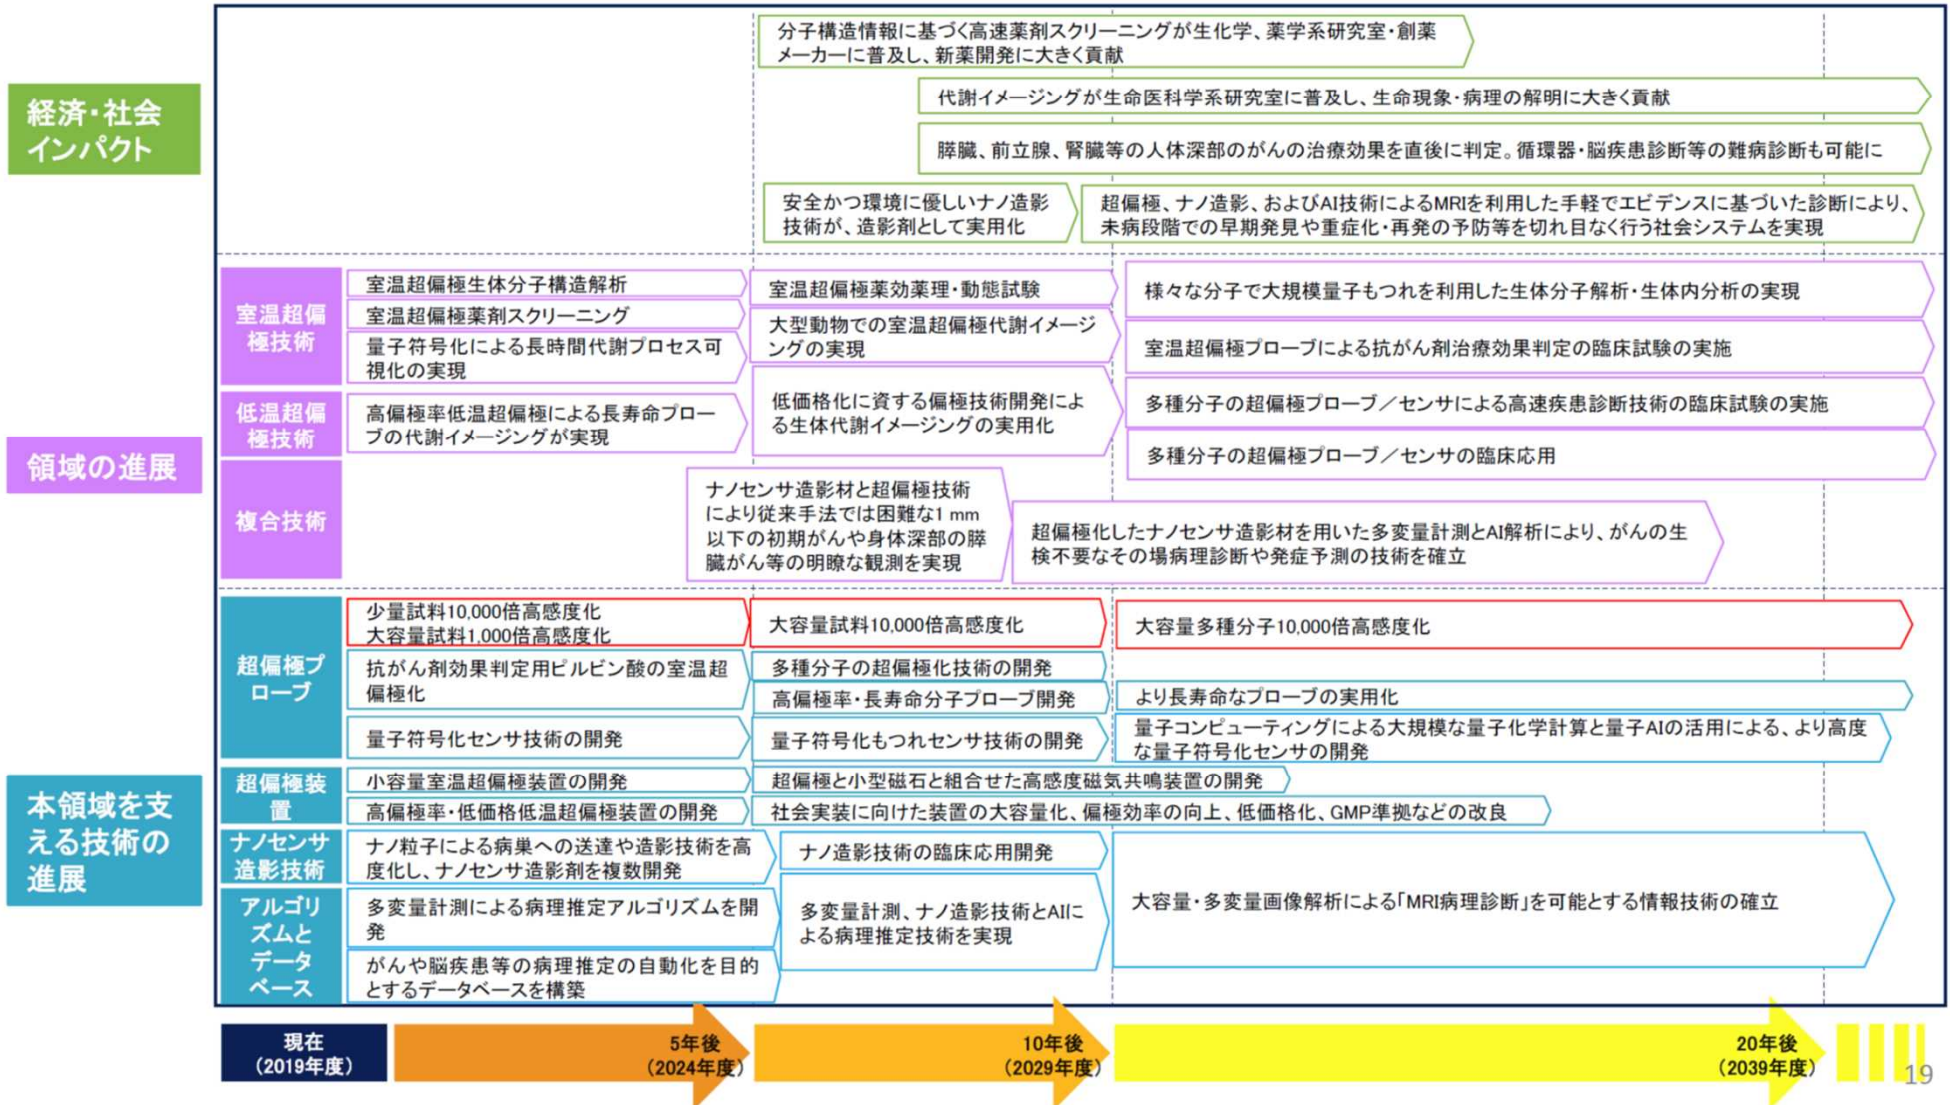 経済・社会
インパクト
分子構造情報に基づく高速薬剤スクリーニングが生化学、薬学系研究室・創薬
メーカーに普及し、新薬開発に大きく貢献
代謝イメージングが生命医科学系研究室に普及し、生命現象・病理の解明に大きく貢献
膵臓、前立腺、腎臓等の人体深部のがんの治療効果を直後に判定。循環器・脳疾患診断等の難病診断も可能に
安全かつ環境に優しいナノ造影
技術が、造影剤として実用化
超偏極、ナノ造影、およびAI技術によるMRIを利用した手軽でエビデンスに基づいた診断により、
未病段階での早期発見や重症化・再発の予防等を切れ目なく行う社会システムを実現
領域の進展
室温超偏
極技術
室温超偏極生体分子構造解析
室温超偏極薬剤スクリーニング
量子符号化による長時間代謝プロセス可
視化の実現
室温超偏極薬効薬理・動態試験
大型動物での室温超偏極代謝イメージ
ングの実現
様々な分子で大規模量子もつれを利用した生体分子解析・生体内分析の実現
室温超偏極プローブによる抗がん剤治療効果判定の臨床試験の実施
低温超偏
極技術
高偏極率低温超偏極による長寿命プロー
ブの代謝イメージングが実現
低価格化に資する偏極技術開発によ
る生体代謝イメージングの実用化
多種分子の超偏極プローブ／センサによる高速疾患診断技術の臨床試験の実施
多種分子の超偏極プローブ／センサの臨床応用
複合技術
ナノセンサ造影材と超偏極技術
により従来手法では困難な1 mm
以下の初期がんや身体深部の膵
臓がん等の明瞭な観測を実現
超偏極化したナノセンサ造影材を用いた多変量計測とAI解析により、がんの生
検不要なその場病理診断や発症予測の技術を確立
本領域を支
える技術の
進展
超偏極プ
ローブ
少量試料10,000倍高感度化
大容量試料1,000倍高感度化
大容量試料10,000倍高感度化
大容量多種分子10,000倍高感度化
抗がん剤効果判定用ピルビン酸の室温超
偏極化
多種分子の超偏極化技術の開発
高偏極率・長寿命分子プローブ開発
より長寿命なプローブの実用化
量子符号化センサ技術の開発
量子符号化もつれセンサ技術の開発
量子コンピューティングによる大規模な量子化学計算と量子AIの活用による、より高度
な量子符号化センサの開発
超偏極装
置
小容量室温超偏極装置の開発
超偏極と小型磁石と組合せた高感度磁気共鳴装置の開発
高偏極率・低価格低温超偏極装置の開発
社会実装に向けた装置の大容量化、偏極効率の向上、低価格化、GMP準拠などの改良
ナノセンサ
造影技術
ナノ粒子による病巣への送達や造影技術を高
度化し、ナノセンサ造影剤を複数開発
ナノ造影技術の臨床応用開発
アルゴリ
ズムと
データ
ベース
多変量計測による病理推定アルゴリズムを開
発
がんや脳疾患等の病理推定の自動化を目的
とするデータベースを構築
多変量計測、ナノ造影技術とAIに
よる病理推定技術を実現
大容量・多変量画像解析による「MRI病理診断」を可能とする情報技術の確立
現在
（2019年度）
5年後
（2024年度）
10年後
（2029年度）
20年後
（2039年度）
19